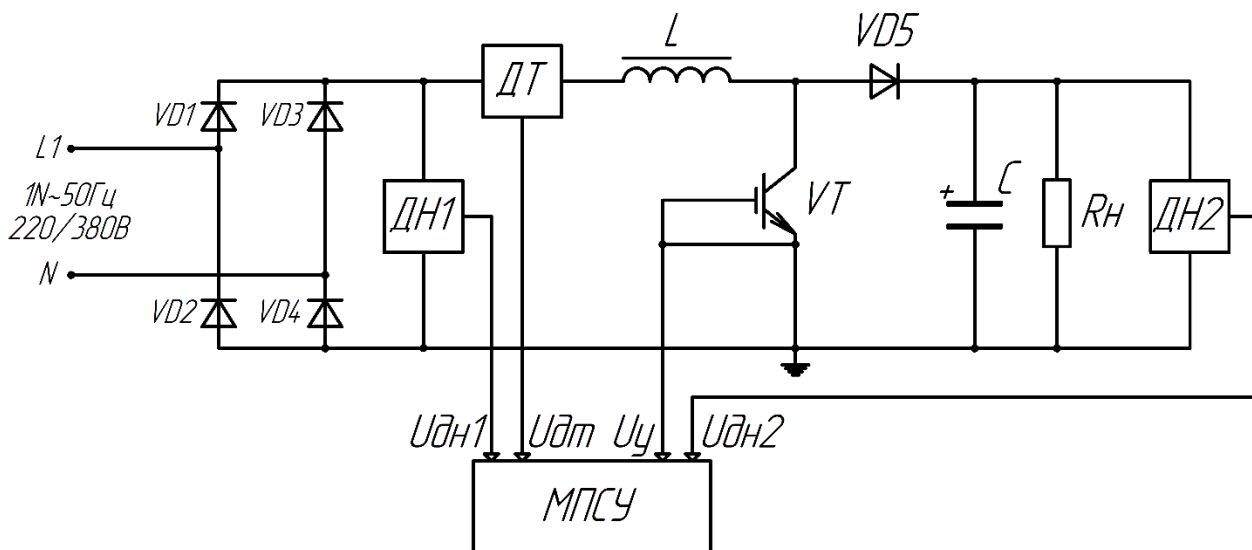 L
VD5
ДТ
VD1
VD3
L1
1N~50Гц
220/380В
ДН1
VT
+
C
Rн
ДН2
N
VD2
VD4
Uдн1
Uдт
Uу
Uдн2
МПСУ